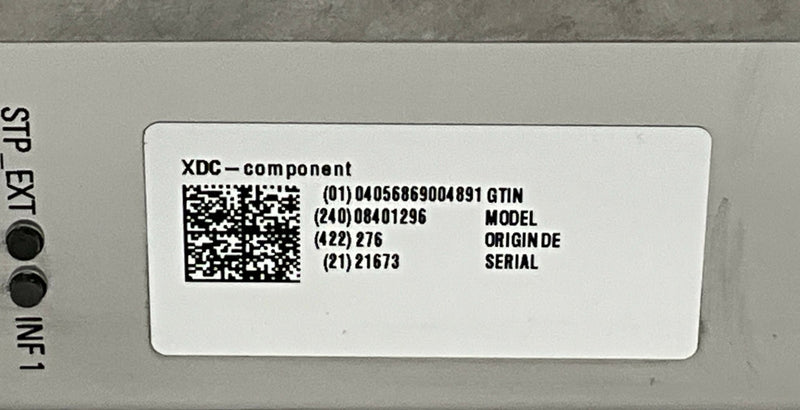 XDC-component
(01) 04056869004891 GTIN
(240) 08401296 MODEL
(422) 276 ORIGIN DE
(21) 21673 SERIAL
STP_EXT
INF 1